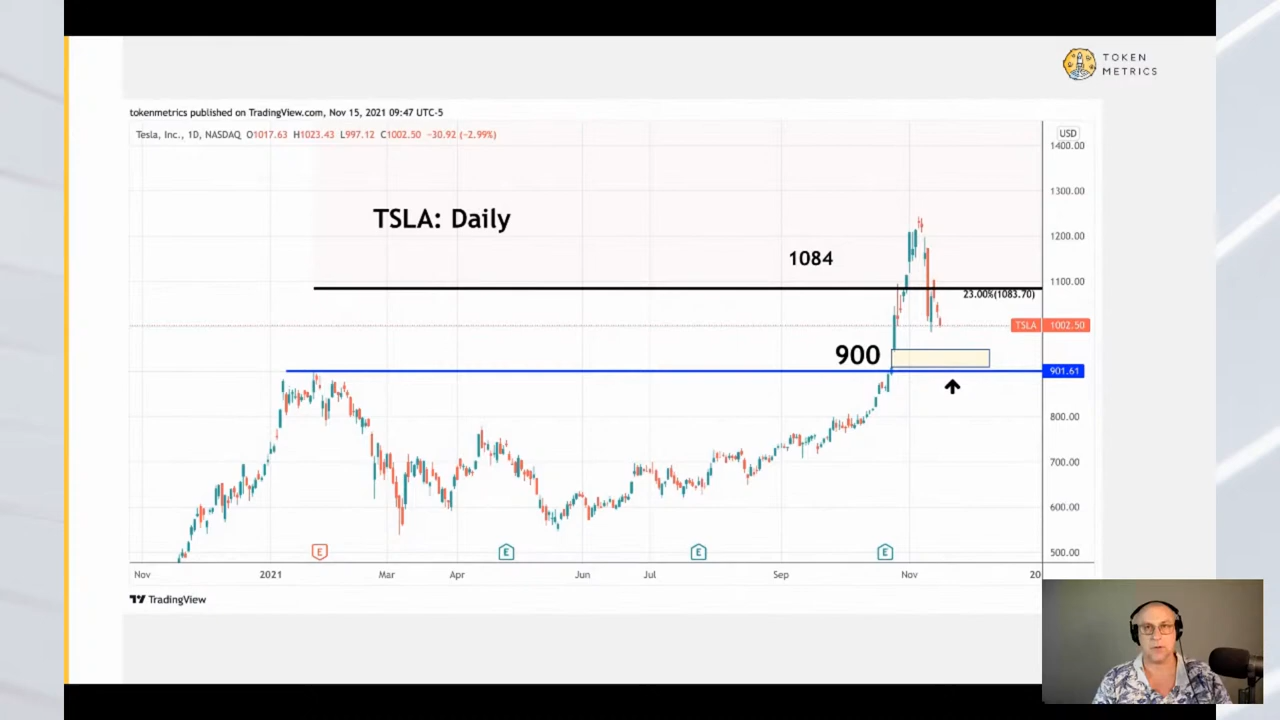 TOKEN
METRICS
tokenmetrics published on TradingView.com, Nov 15, 2021 09:47 UTC-5
Tesla, Inc., 1D, NASDAQ O1017.63 H1023.43 L997.12 C1002.50 −30.92 (−2.99%)
USD
1400.00
1300.00
TSLA: Daily
1200.00
1084
1100.00
23.00%(1083.70)
TSLA 1002.50
900
901.61
800.00
700.00
600.00
500.00
E E E E
Nov 2021 Mar Apr Jun Jul Sep Nov 20
TradingView